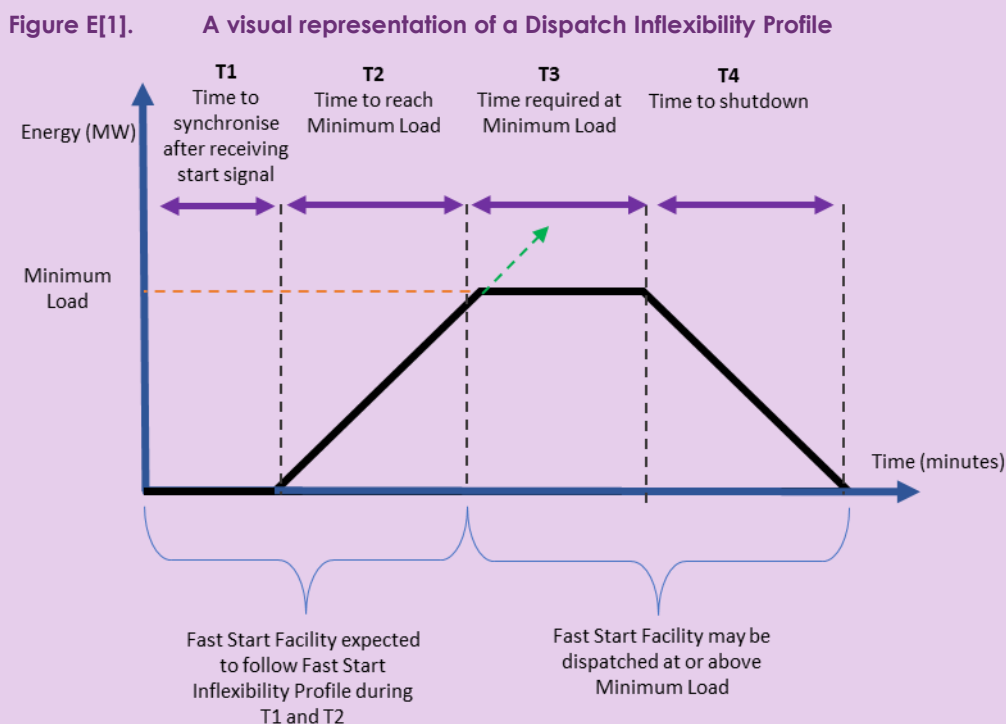 Figure E[1]. A visual representation of a Dispatch Inflexibility Profile
T1
Time to
synchronise
after receiving
start signal
T2
Time to reach
Minimum Load
T3
Time required at
Minimum Load
T4
Time to shutdown
Energy (MW)
Minimum
Load
Time (minutes)
Fast Start Facility expected
to follow Fast Start
Inflexibility Profile during
T1 and T2
Fast Start Facility may be
dispatched at or above
Minimum Load